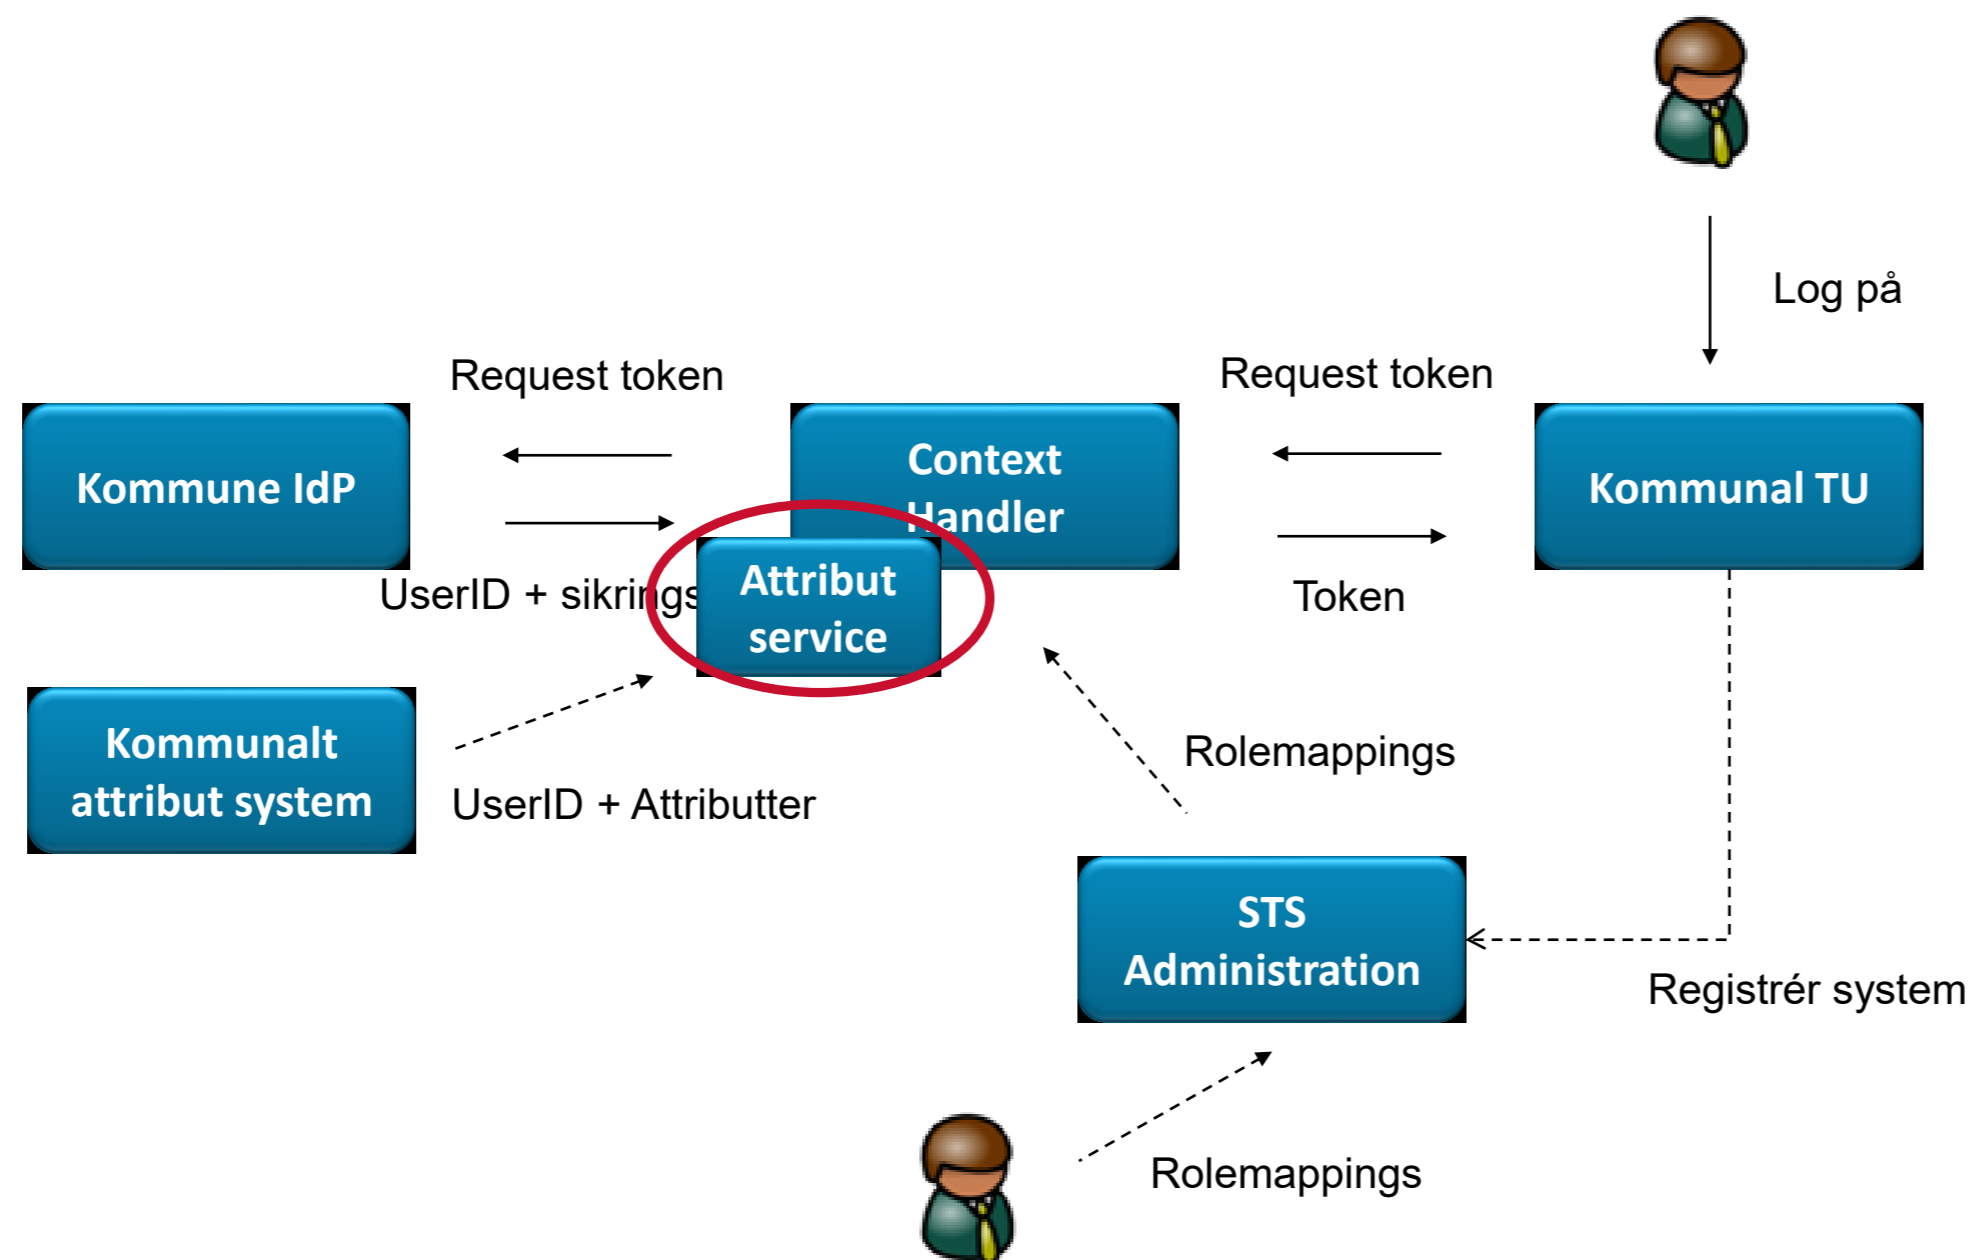 Log på
Request token
Request token
Kommune IdP
Context
Handler
Kommunal TU
UserID + sikrings
Attribut
service
Token
Kommunalt
attribut system
UserID + Attributter
Rolemappings
STS
Administration
Registrér system
Rolemappings